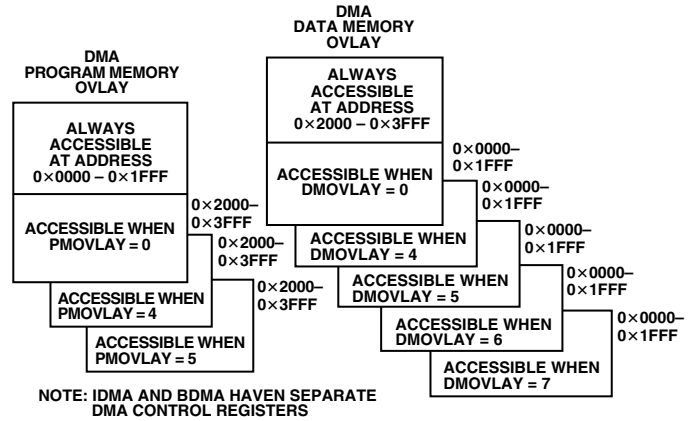 DMA
PROGRAM MEMORY
OVLAY
ALWAYS
ACCESSIBLE
AT ADDRESS
0×0000 – 0×1FFF
ACCESSIBLE WHEN
PMOVLAY = 0
0×2000–
0×3FFF
ACCESSIBLE WHEN
PMOVLAY = 4
0×2000–
0×3FFF
ACCESSIBLE WHEN
PMOVLAY = 5
0×2000–
0×3FFF
DMA
DATA MEMORY
OVLAY
ALWAYS
ACCESSIBLE
AT ADDRESS
0×2000 – 0×3FFF
ACCESSIBLE WHEN
DMOVLAY = 0
0×0000–
0×1FFF
ACCESSIBLE WHEN
DMOVLAY = 4
0×0000–
0×1FFF
ACCESSIBLE WHEN
DMOVLAY = 5
0×0000–
0×1FFF
ACCESSIBLE WHEN
DMOVLAY = 6
0×0000–
0×1FFF
ACCESSIBLE WHEN
DMOVLAY = 7
0×0000–
0×1FFF
NOTE: IDMA AND BDMA HAVEN SEPARATE
DMA CONTROL REGISTERS